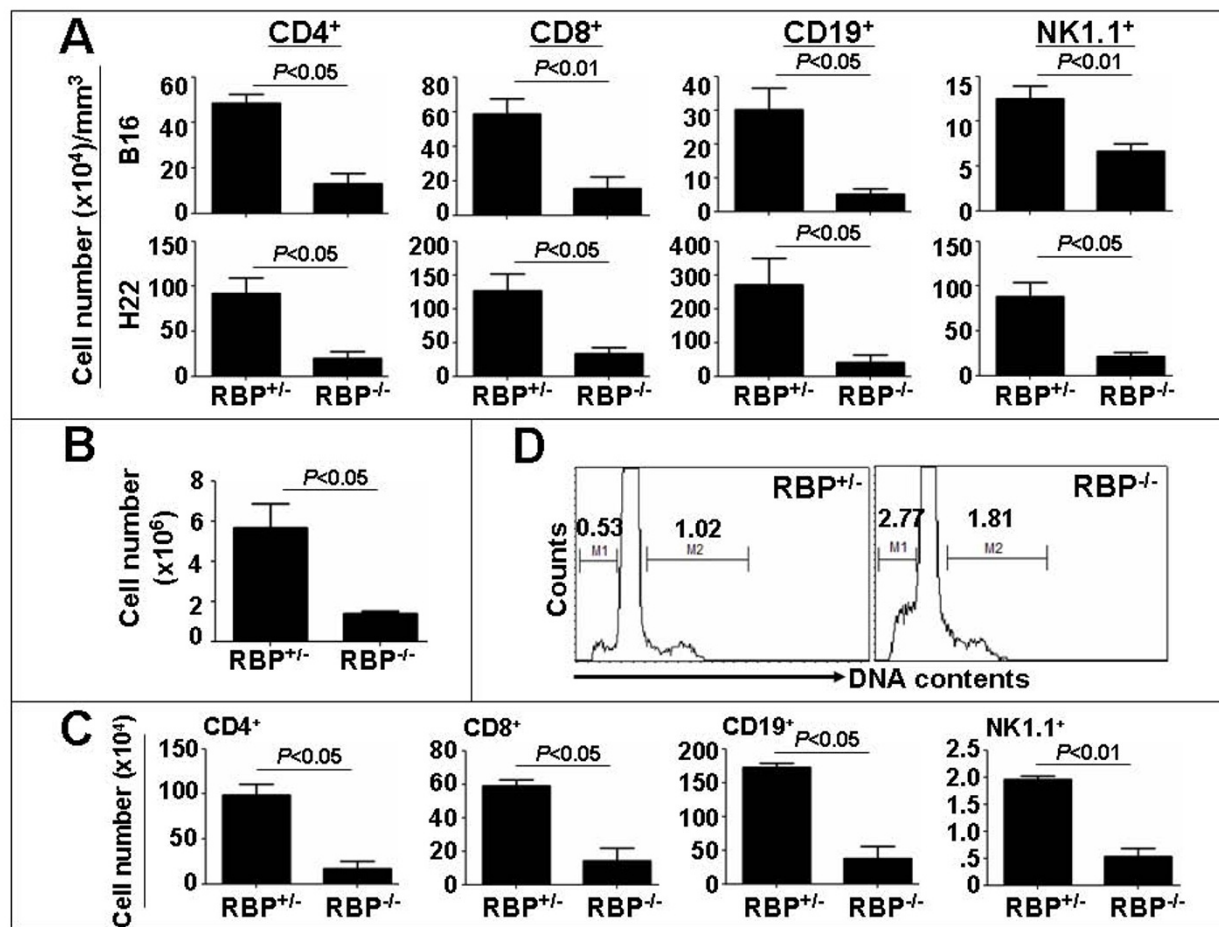 A
CD4⁺ CD8⁺ CD19⁺ NK1.1⁺
Cell number (x10⁴)/mm³
B16
60
40
20
0
P<0.05
80
60
40
20
0
P<0.01
40
30
20
10
0
P<0.05
15
10
5
0
P<0.01
H22
150
100
50
0
P<0.05
RBP⁺/⁻ RBP⁻/⁻
200
150
100
50
0
P<0.05
RBP⁺/⁻ RBP⁻/⁻
400
300
200
100
0
P<0.05
RBP⁺/⁻ RBP⁻/⁻
150
100
50
0
P<0.05
RBP⁺/⁻ RBP⁻/⁻
B
Cell number
(x10⁶)
8
6
4
2
0
P<0.05
RBP⁺/⁻ RBP⁻/⁻
D
Counts
RBP⁺/⁻
0.53 1.02
M1 M2
RBP⁻/⁻
2.77 1.81
M1 M2
DNA contents
C
Cell number (x10⁴)
CD4⁺
150
100
50
0
P<0.05
RBP⁺/⁻ RBP⁻/⁻
CD8⁺
80
60
40
20
0
P<0.05
RBP⁺/⁻ RBP⁻/⁻
CD19⁺
200
150
100
50
0
P<0.05
RBP⁺/⁻ RBP⁻/⁻
NK1.1⁺
2.5
2.0
1.5
1.0
.5
0
P<0.01
RBP⁺/⁻ RBP⁻/⁻